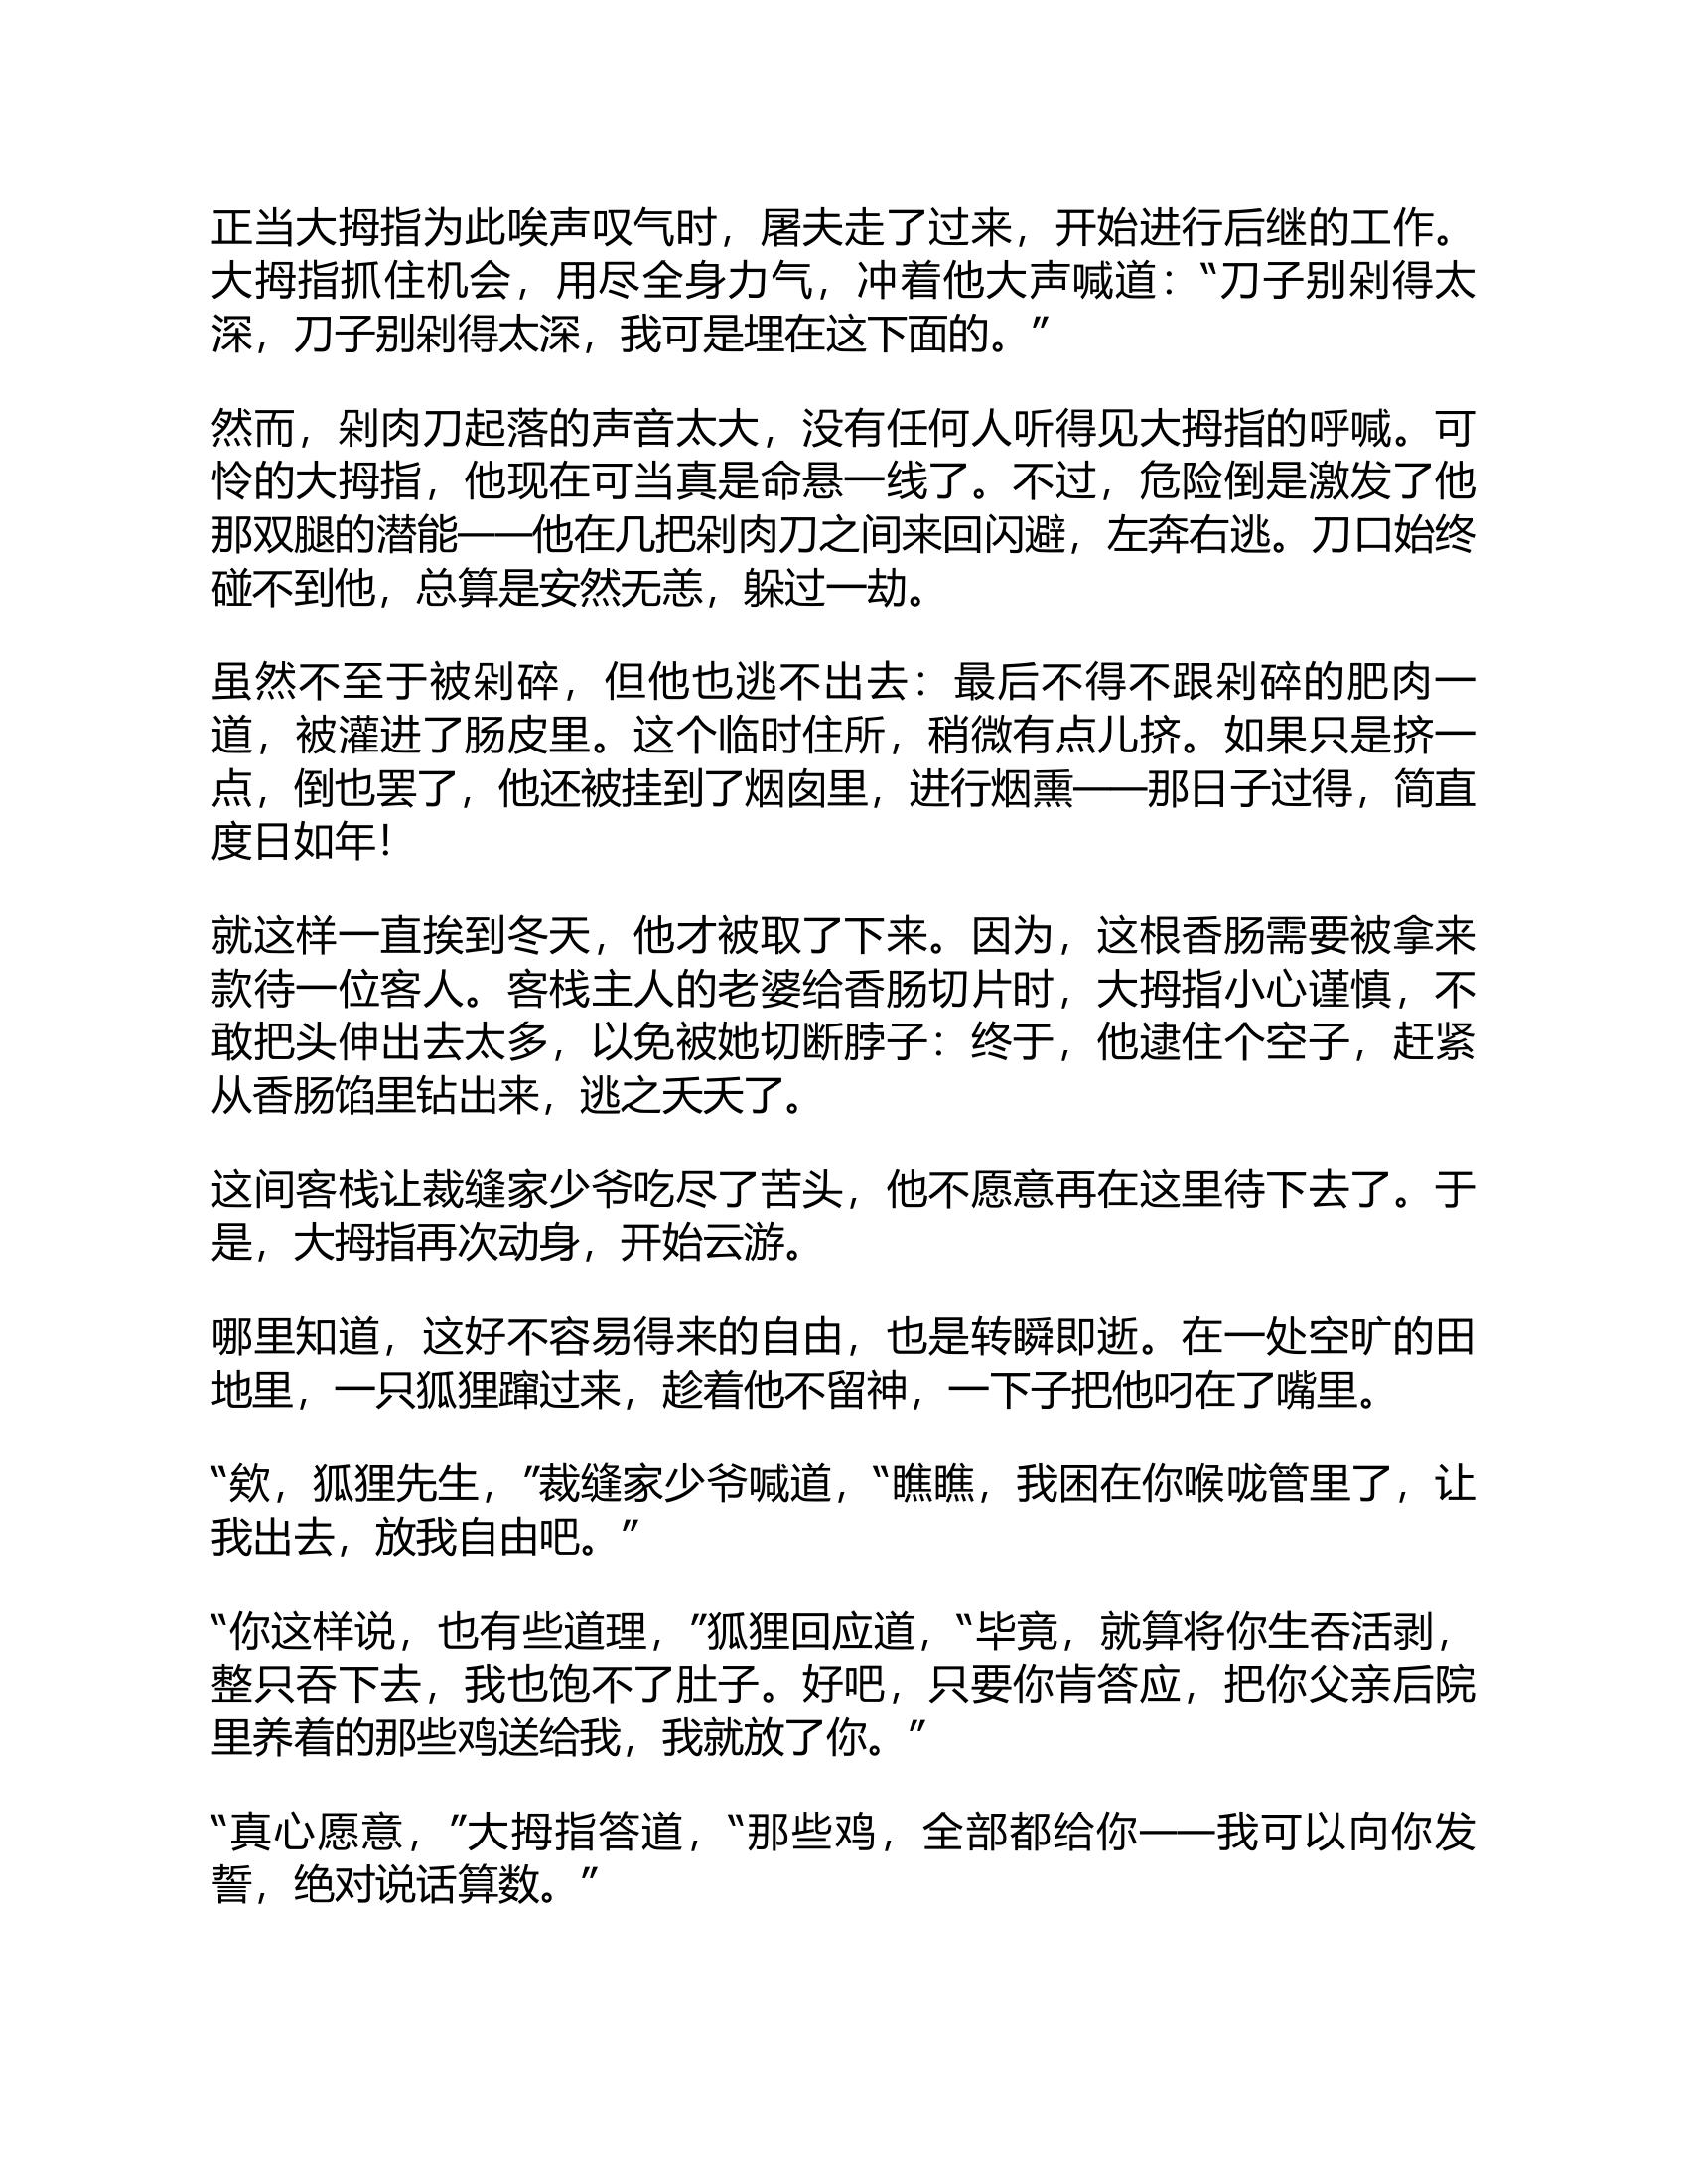 正当大拇指为此唉声叹气时，屠夫走了过来，开始进行后继的工作。
大拇指抓住机会，用尽全身力气，冲着他大声喊道：“刀子别剁得太
深，刀子别剁得太深，我可是埋在这下面的。”
然而，剁肉刀起落的声音太大，没有任何人听得见大拇指的呼喊。可
怜的大拇指，他现在可当真是命悬一线了。不过，危险倒是激发了他
那双腿的潜能——他在几把剁肉刀之间来回闪避，左奔右逃。刀口始终
碰不到他，总算是安然无恙，躲过一劫。
虽然不至于被剁碎，但他也逃不出去：最后不得不跟剁碎的肥肉一
道，被灌进了肠皮里。这个临时住所，稍微有点儿挤。如果只是挤一
点，倒也罢了，他还被挂到了烟囱里，进行烟熏——那日子过得，简直
度日如年！
就这样一直挨到冬天，他才被取了下来。因为，这根香肠需要被拿来
款待一位客人。客栈主人的老婆给香肠切片时，大拇指小心谨慎，不
敢把头伸出去太多，以免被她切断脖子：终于，他逮住个空子，赶紧
从香肠馅里钻出来，逃之夭夭了。
这间客栈让裁缝家少爷吃尽了苦头，他不愿意再在这里待下去了。于
是，大拇指再次动身，开始云游。
哪里知道，这好不容易得来的自由，也是转瞬即逝。在一处空旷的田
地里，一只狐狸蹿过来，趁着他不留神，一下子把他叼在了嘴里。
“欸，狐狸先生，”裁缝家少爷喊道，“瞧瞧，我困在你喉咙管里了，让
我出去，放我自由吧。”
“你这样说，也有些道理，”狐狸回应道，“毕竟，就算将你生吞活剥，
整只吞下去，我也饱不了肚子。好吧，只要你肯答应，把你父亲后院
里养着的那些鸡送给我，我就放了你。”
“真心愿意，”大拇指答道，“那些鸡，全部都给你——我可以向你发
誓，绝对说话算数。”